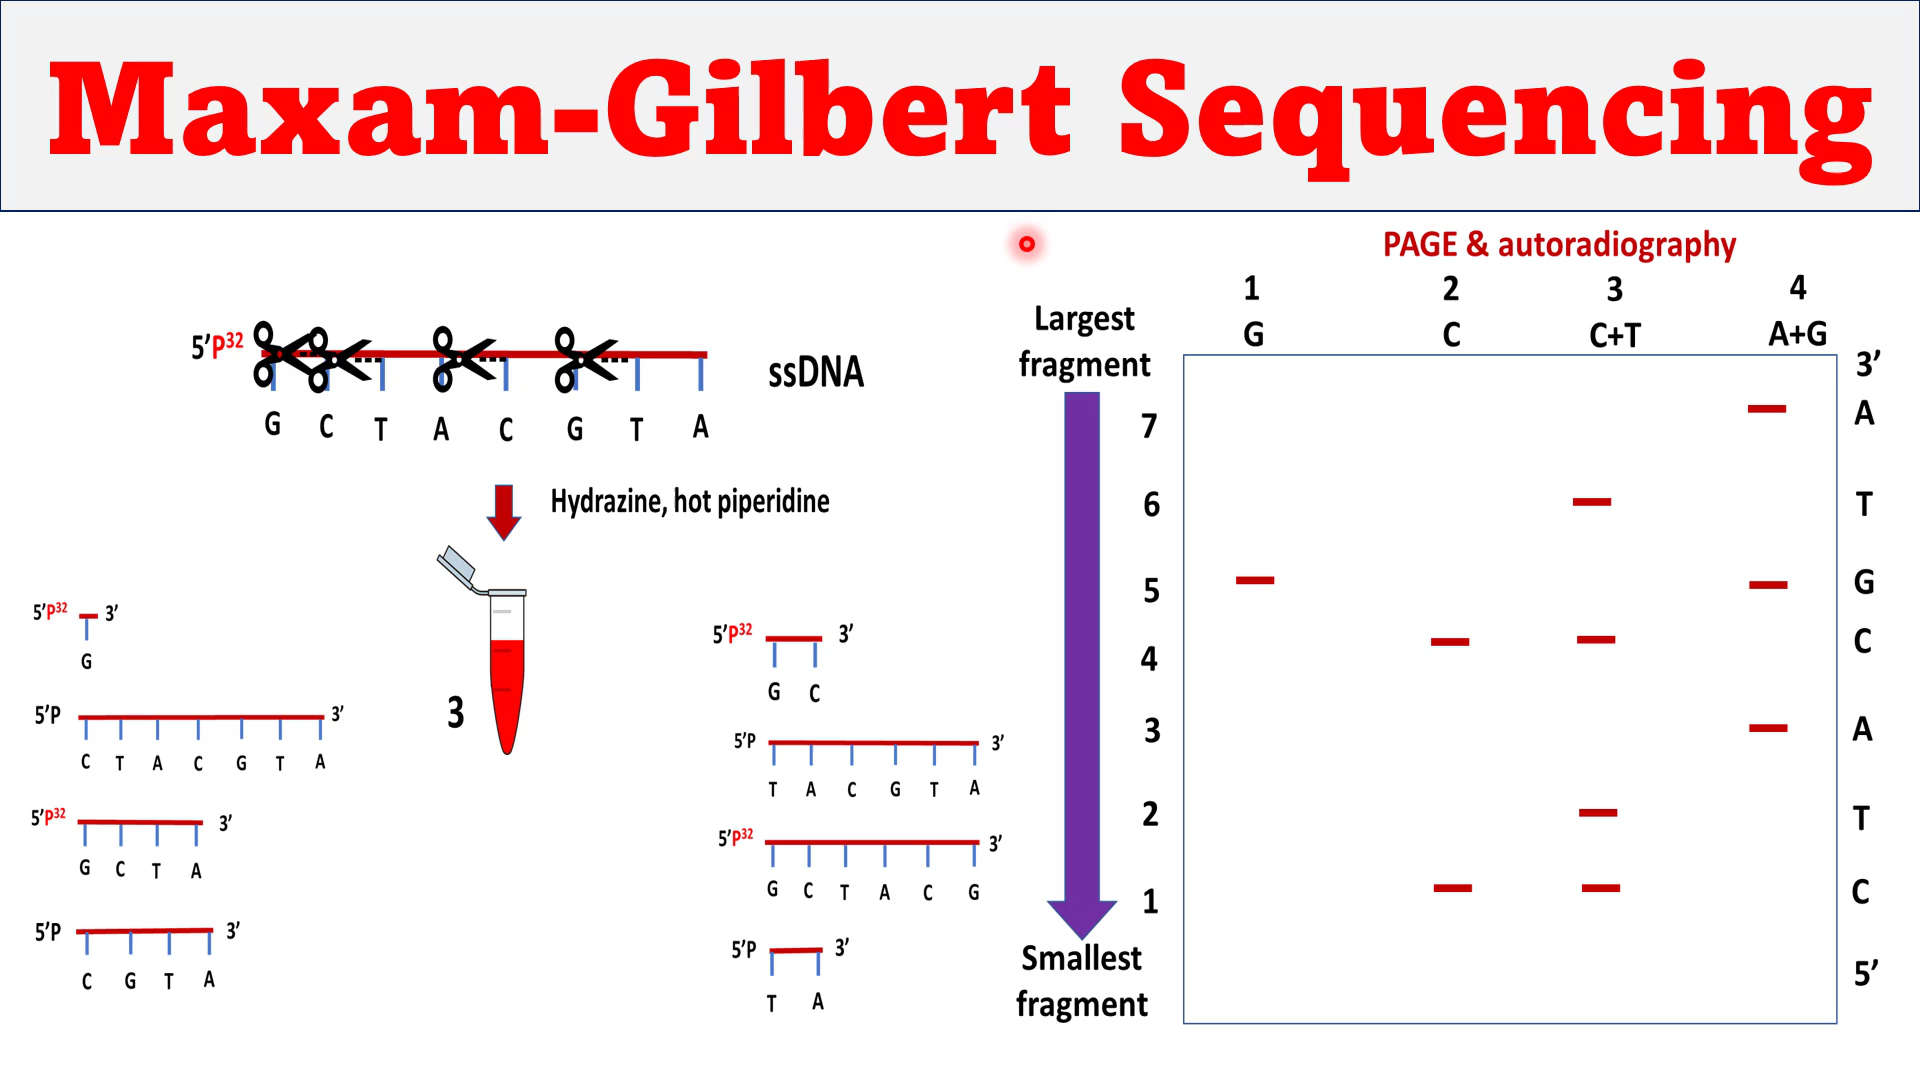 Maxam-Gilbert Sequencing
5’P32
ssDNA
G C T A C G T A
Hydrazine, hot piperidine
3
5’P32 3’
G
5’P 3’
C T A C G T A
5’P32 3’
G C T A
5’P 3’
C G T A
5’P32 3’
G C
5’P 3’
T A C G T A
5’P32 3’
G C T A C G
5’P 3’
T A
Largest
fragment
Smallest
fragment
PAGE & autoradiography
1 2 3 4
G C C+T A+G
3’
7 A
6 T
5 G
4 C
3 A
2 T
1 C
5’